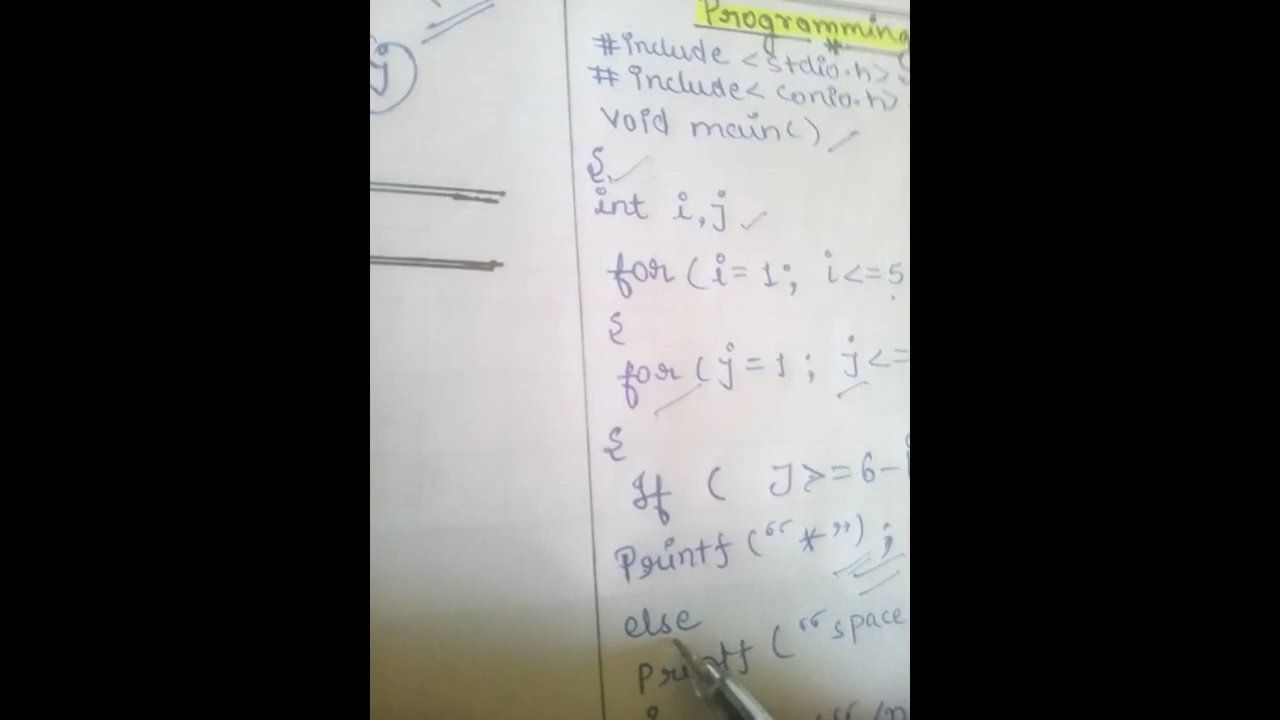 j
Programming
#include <stdio.h>
#include<conio.h>
void main()
{
int i,j
for (i=1; i<=5
{
for (j=1; j<=
{
If ( J>=6-i
Printf ("*");
else
printf ("space